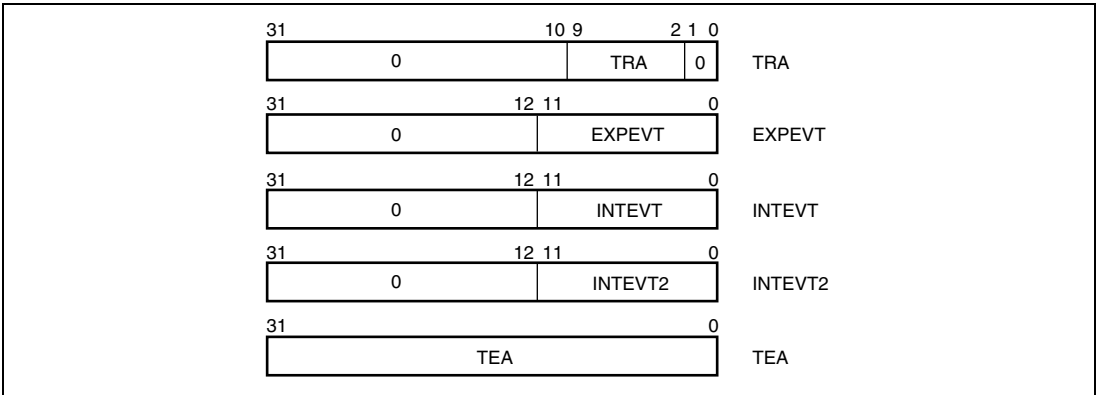 31 10 9 2 1 0
0 TRA 0 TRA
31 12 11 0
0 EXPEVT EXPEVT
31 12 11 0
0 INTEVT INTEVT
31 12 11 0
0 INTEVT2 INTEVT2
31 0
TEA TEA